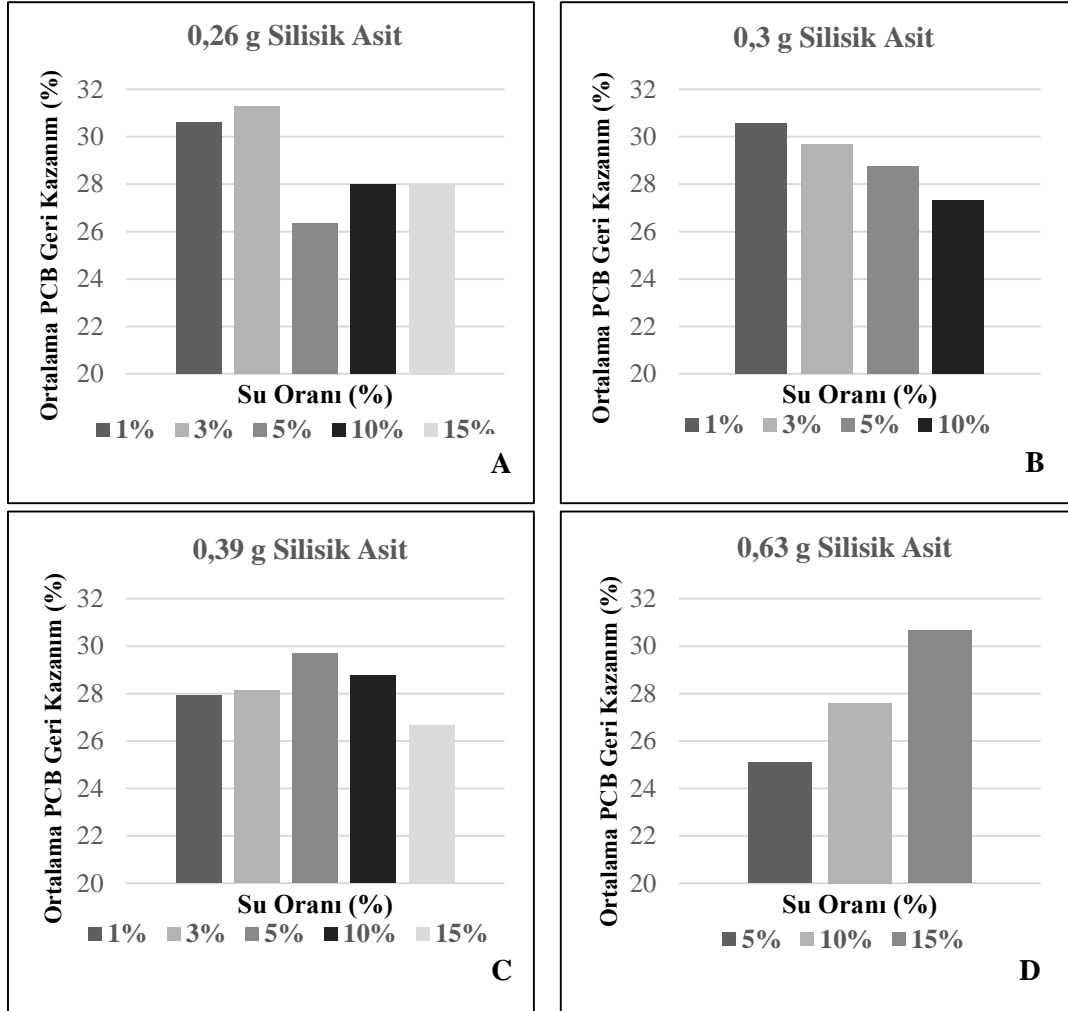 0,26 g Silisik Asit
Ortalama PCB Geri Kazanım (%)
32
30
28
26
24
22
20
Su Oranı (%)
1% 3% 5% 10% 15%
A
0,3 g Silisik Asit
Ortalama PCB Geri Kazanım (%)
32
30
28
26
24
22
20
Su Oranı (%)
1% 3% 5% 10%
B
0,39 g Silisik Asit
Ortalama PCB Geri Kazanım (%)
32
30
28
26
24
22
20
Su Oranı (%)
1% 3% 5% 10% 15%
C
0,63 g Silisik Asit
Ortalama PCB Geri Kazanım (%)
32
30
28
26
24
22
20
Su Oranı (%)
5% 10% 15%
D